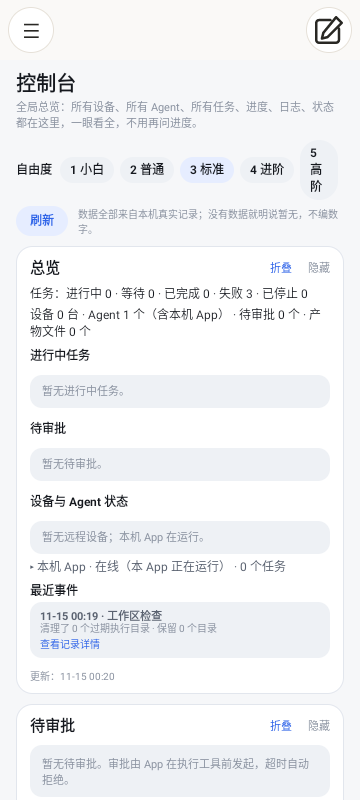 控制台
全局总览：所有设备、所有 Agent、所有任务、进度、日志、状态
都在这里，一眼看全，不用再问进度。
自由度 1 小白 2 普通 3 标准 4 进阶 5
高
阶
刷新 数据全部来自本机真实记录；没有数据就明说暂无，不编数
字。
总览 折叠 隐藏
任务：进行中 0 · 等待 0 · 已完成 0 · 失败 3 · 已停止 0
设备 0 台 · Agent 1 个（含本机 App） · 待审批 0 个 · 产
物文件 0 个
进行中任务
暂无进行中任务。
待审批
暂无待审批。
设备与 Agent 状态
暂无远程设备；本机 App 在运行。
▸ 本机 App · 在线（本 App 正在运行） · 0 个任务
最近事件
11-15 00:19 · 工作区检查
清理了 0 个过期执行目录 · 保留 0 个目录
查看记录详情
更新：11-15 00:20
待审批 折叠 隐藏
暂无待审批。审批由 App 在执行工具前发起，超时自动
拒绝。